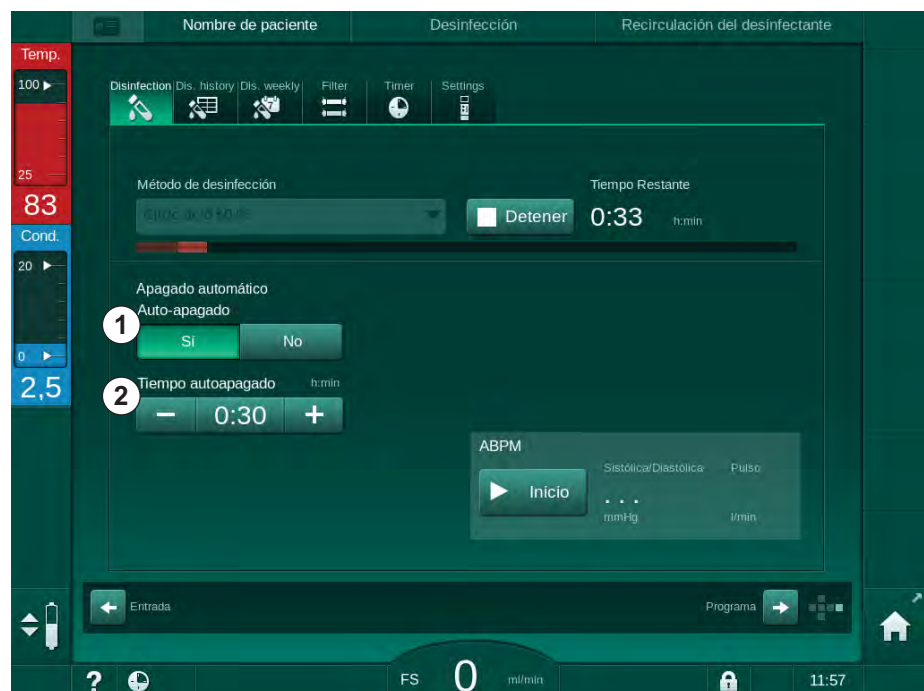 Nombre de paciente
Desinfección
Recirculación del desinfectante
Temp.
100
25
83
Cond.
20
0
2,5
Disinfection
Dis. history
Dis. weekly
Filter
Timer
Settings
Método de desinfección
Detener
Tiempo Restante
0:33 h:min
Apagado automático
Auto-apagado
1
Sí
No
2
Tiempo autoapagado h:min
− 0:30 +
ABPM
Inicio
Sistólica/Diastólica
Pulso
. . .
mmHg
l/min
Entrada
Programa
? FS 0 ml/min 11:57